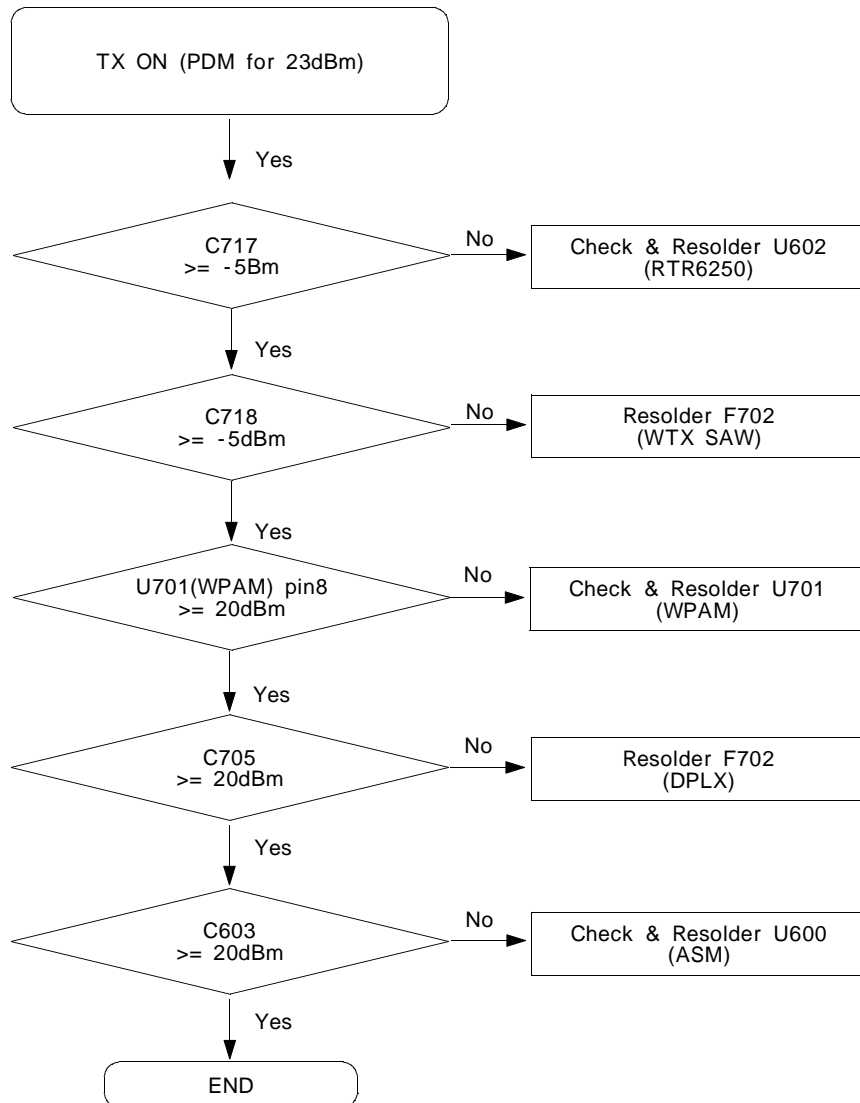 TX ON (PDM for 23dBm)
Yes
C717
>= -5Bm
No
Check & Resolder U602
(RTR6250)
Yes
C718
>= -5dBm
No
Resolder F702
(WTX SAW)
Yes
U701(WPAM) pin8
>= 20dBm
No
Check & Resolder U701
(WPAM)
Yes
C705
>= 20dBm
No
Resolder F702
(DPLX)
Yes
C603
>= 20dBm
No
Check & Resolder U600
(ASM)
Yes
END